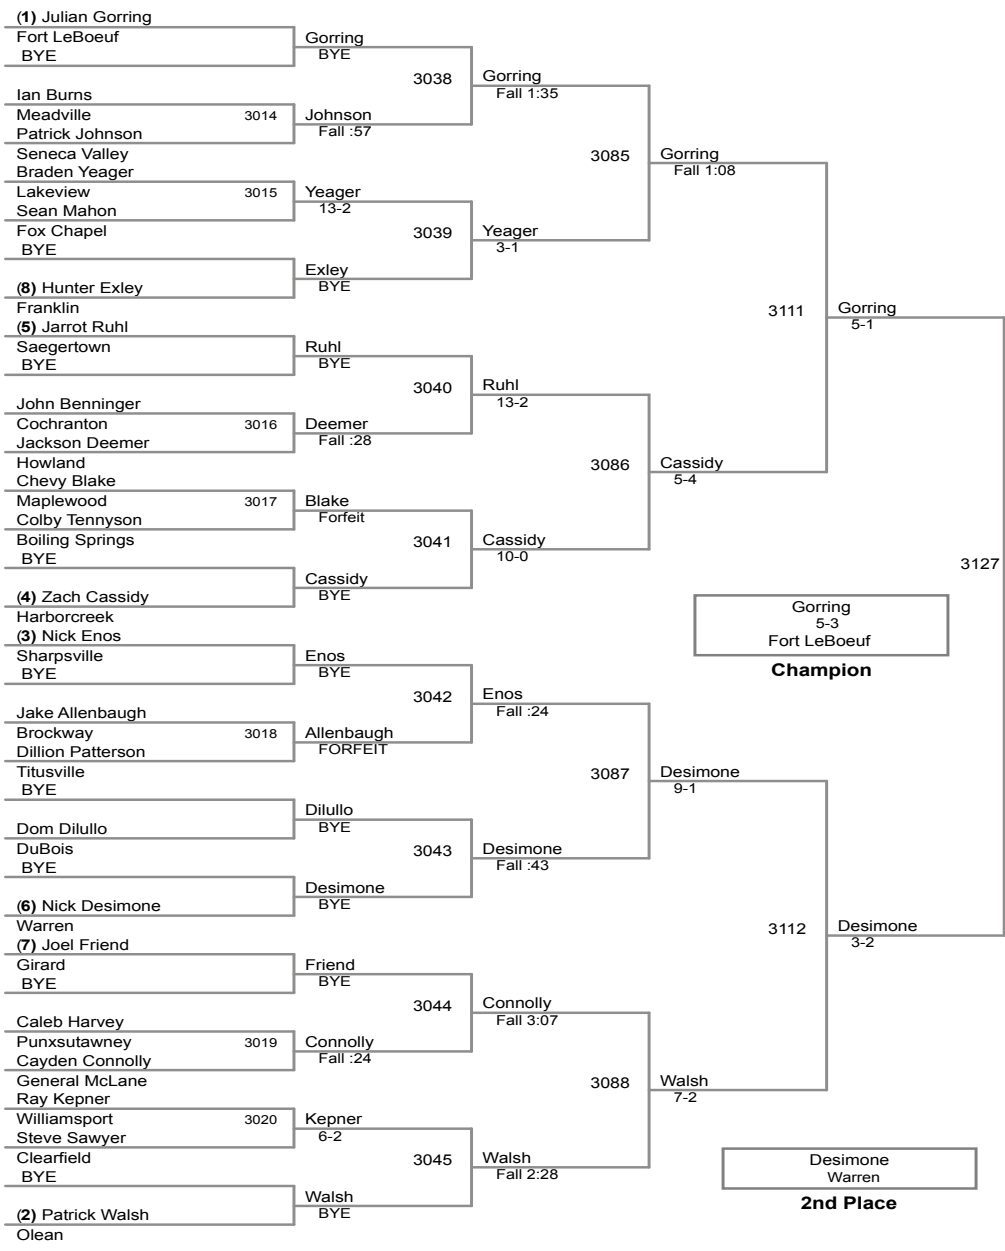 (1) Julian Gorring
Fort LeBoeuf
BYE
Ian Burns
Meadville
Patrick Johnson
Seneca Valley
Braden Yeager
Lakeview
Sean Mahon
Fox Chapel
BYE
(8) Hunter Exley
Franklin
(5) Jarrot Ruhl
Saegertown
BYE
John Benninger
Cochranton
Jackson Deemer
Howland
Chevy Blake
Maplewood
Colby Tennyson
Boiling Springs
BYE
(4) Zach Cassidy
Harborcreek
(3) Nick Enos
Sharpsville
BYE
Jake Allenbaugh
Brockway
Dillion Patterson
Titusville
BYE
Dom Dilullo
DuBois
BYE
(6) Nick Desimone
Warren
(7) Joel Friend
Girard
BYE
Caleb Harvey
Punxsutawney
Cayden Connolly
General McLane
Ray Kepner
Williamsport
Steve Sawyer
Clearfield
BYE
(2) Patrick Walsh
Olean
3014
3015
3016
3017
3018
3019
3020
Gorring
BYE
Johnson
Fall :57
Yeager
13-2
Exley
BYE
Ruhl
BYE
Deemer
Fall :28
Blake
Forfeit
Cassidy
BYE
Enos
BYE
Allenbaugh
FORFEIT
Dilullo
BYE
Desimone
BYE
Friend
BYE
Connolly
Fall :24
Kepner
6-2
Walsh
BYE
3038
3039
3040
3041
3042
3043
3044
3045
Gorring
Fall 1:35
Yeager
3-1
Ruhl
13-2
Cassidy
10-0
Enos
Fall :24
Desimone
Fall :43
Connolly
Fall 3:07
Walsh
Fall 2:28
3085
3086
3087
3088
Gorring
Fall 1:08
Cassidy
5-4
Desimone
9-1
Walsh
7-2
3111
3112
Gorring
5-1
Desimone
3-2
3127
Gorring
5-3
Fort LeBoeuf
Champion
Desimone
Warren
2nd Place